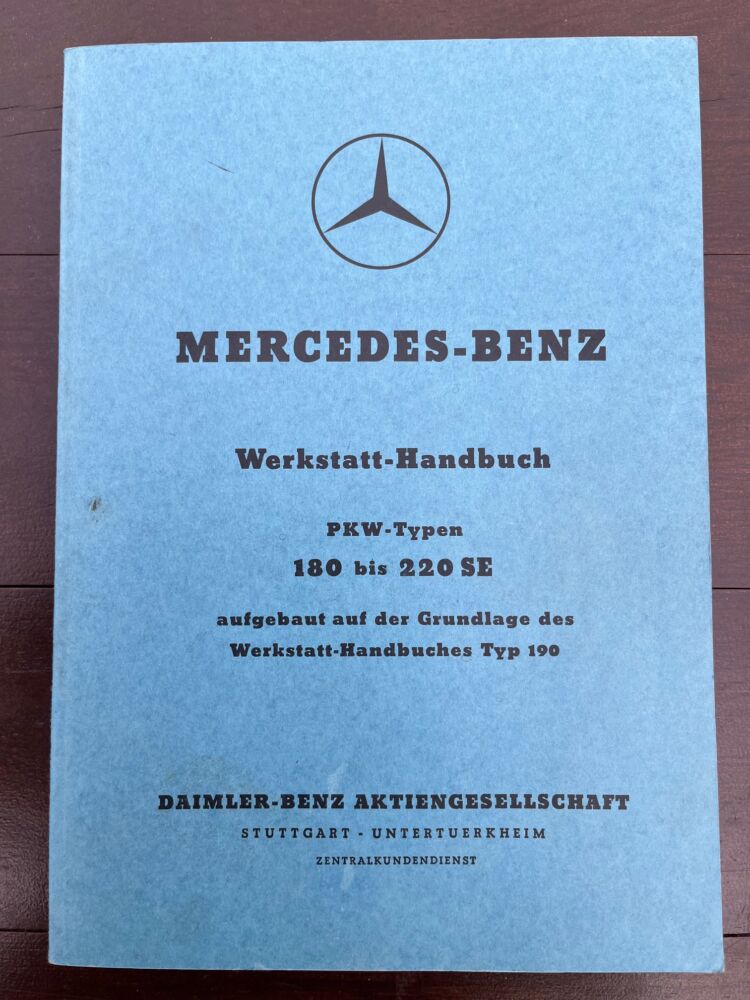 MERCEDES-BENZ
Werkstatt-Handbuch
PKW-Typen
180 bis 220 SE
aufgebaut auf der Grundlage des
Werkstatt-Handbuches Typ 190
DAIMLER-BENZ AKTIENGESELLSCHAFT
STUTTGART - UNTERTUERKHEIM
ZENTRALKUNDENDIENST